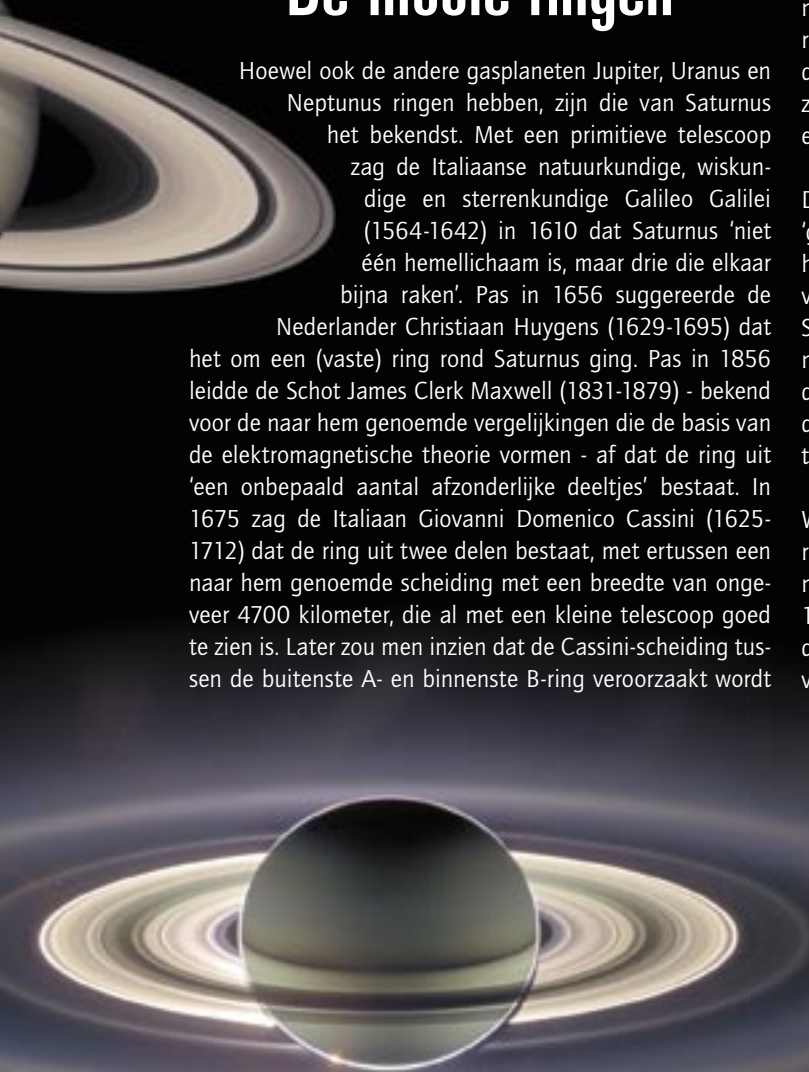 De mooie ringen
Hoewel ook de andere gasplaneten Jupiter, Uranus en
Neptunus ringen hebben, zijn die van Saturnus
het bekendst. Met een primitieve telescoop
zag de Italiaanse natuurkundige, wiskun-
dige en sterrenkundige Galileo Galilei
(1564-1642) in 1610 dat Saturnus ‘niet
één hemellichaam is, maar drie die elkaar
bijna raken’. Pas in 1656 suggereerde de
Nederlander Christiaan Huygens (1629-1695) dat
het om een (vaste) ring rond Saturnus ging. Pas in 1856
leidde de Schot James Clerk Maxwell (1831-1879) - bekend
voor de naar hem genoemde vergelijkingen die de basis van
de elektromagnetische theorie vormen - af dat de ring uit
‘een onbepaald aantal afzonderlijke deeltjes’ bestaat. In
1675 zag de Italiaan Giovanni Domenico Cassini (1625-
1712) dat de ring uit twee delen bestaat, met ertussen een
naar hem genoemde scheiding met een breedte van onge-
veer 4700 kilometer, die al met een kleine telescoop goed
te zien is. Later zou men inzien dat de Cassini-scheiding tus-
sen de buitenste A- en binnenste B-ring veroorzaakt wordt